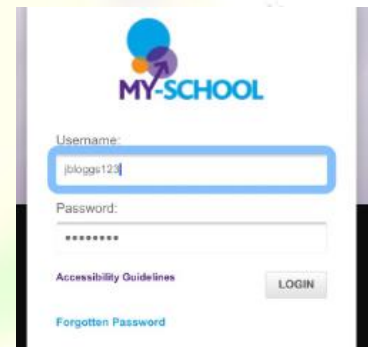 MY-SCHOOL
Username:
jbloggs123
Password:
********
Accessibility Guidelines
LOGIN
Forgotten Password